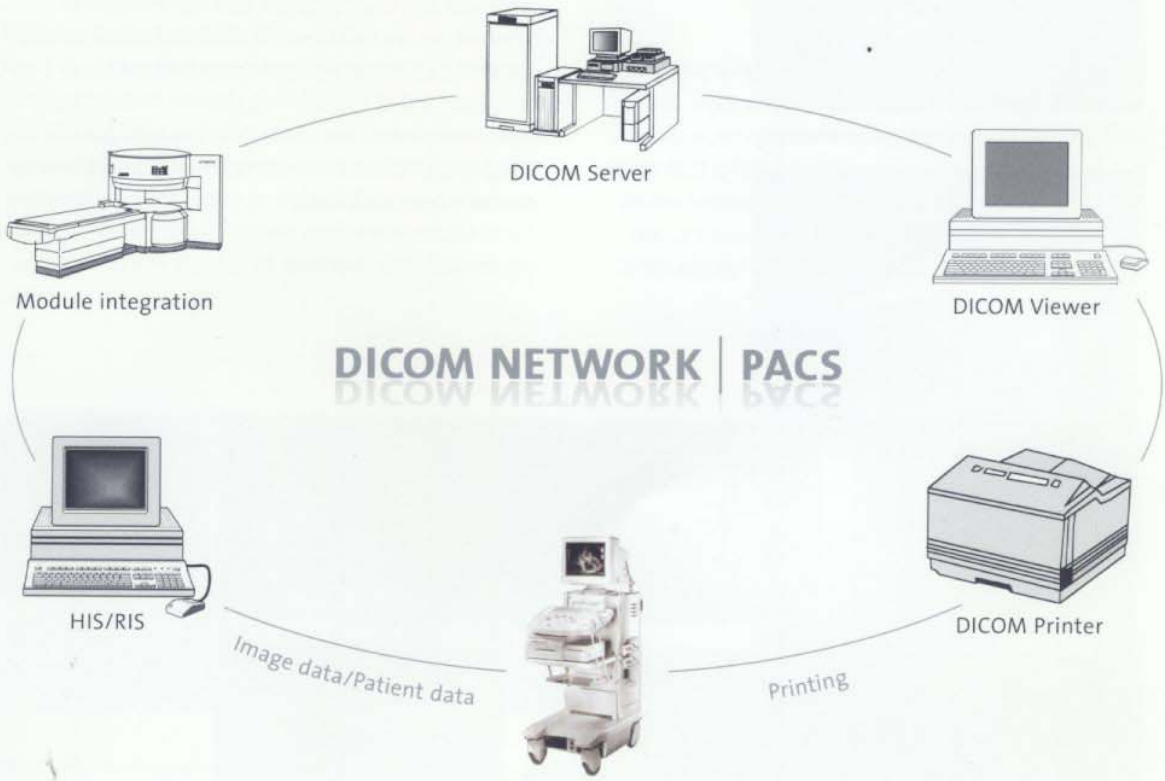 DICOM Server
Module integration
DICOM Viewer
DICOM NETWORK | PACS
HIS/RIS
DICOM Printer
Image data/Patient data
Printing